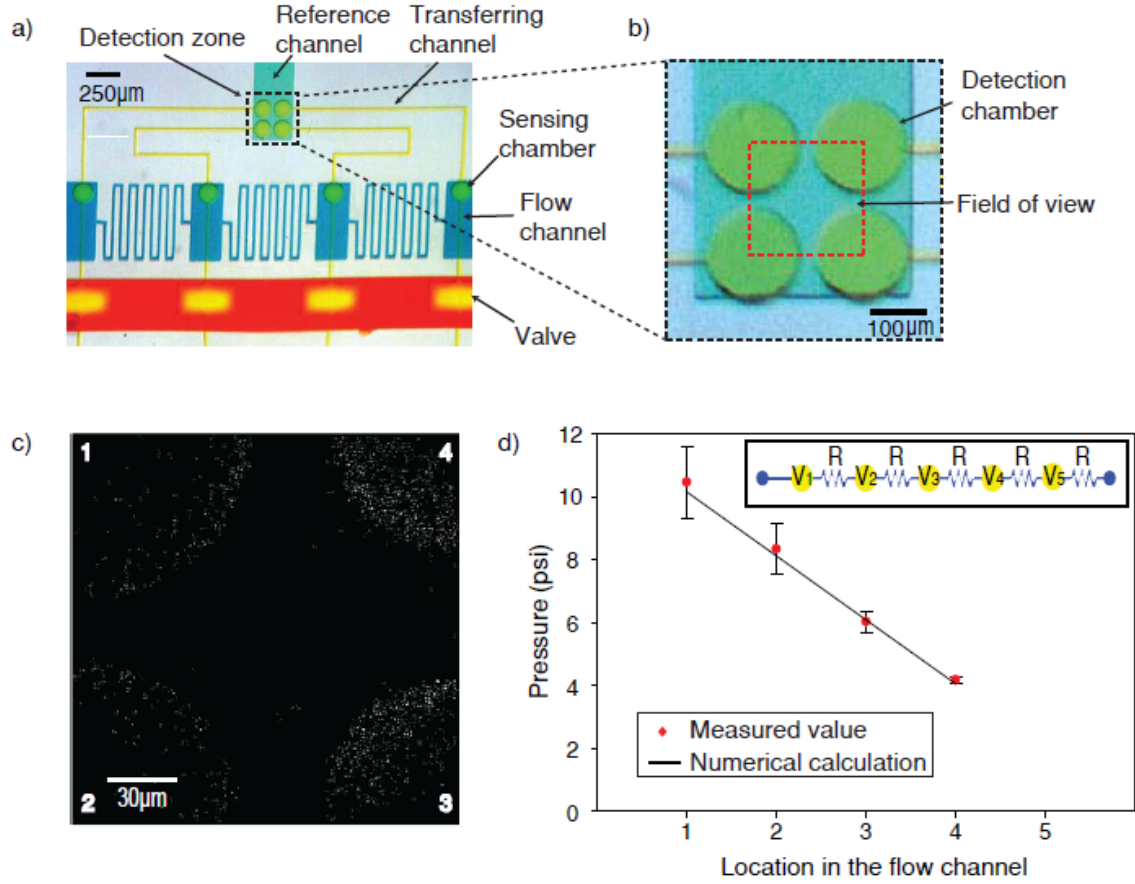 a)
Detection zone
Reference
channel
Transferring
channel
250µm
Sensing
chamber
Flow
channel
Valve
b)
Detection
chamber
Field of view
100µm
c)
1
4
2
30µm
3
d)
12
10
8
6
4
2
0
Pressure (psi)
R R R R R
V1 V2 V3 V4 V5
Measured value
Numerical calculation
1 2 3 4 5
Location in the flow channel